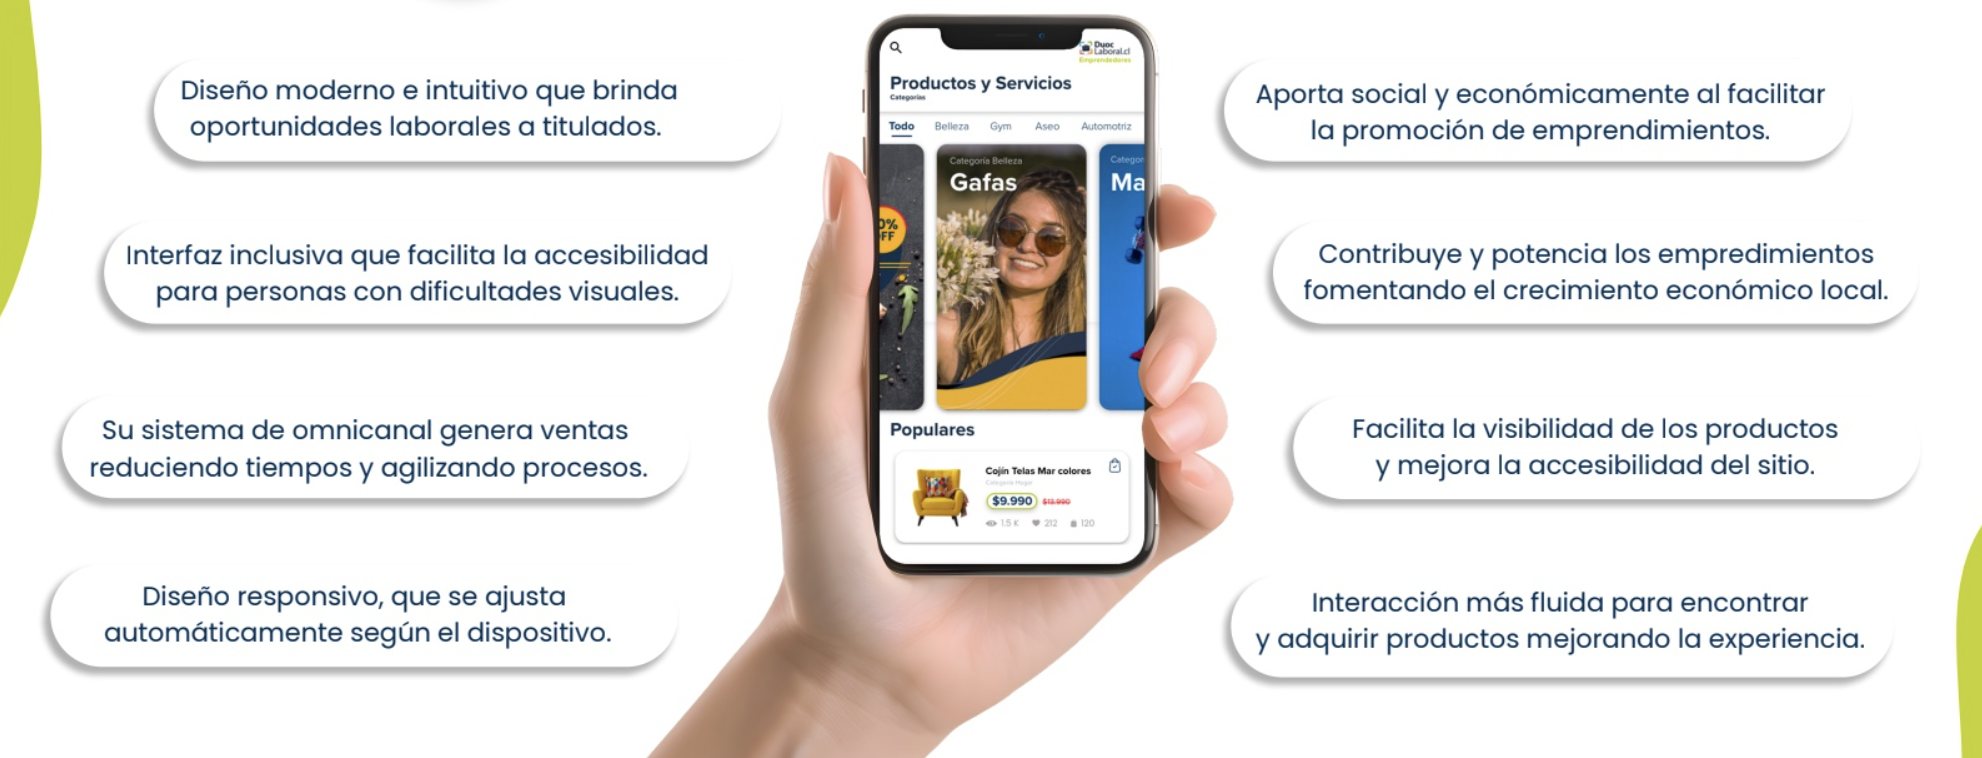 Diseño moderno e intuitivo que brinda
oportunidades laborales a titulados.
Interfaz inclusiva que facilita la accesibilidad
para personas con dificultades visuales.
Su sistema de omnicanal genera ventas
reduciendo tiempos y agilizando procesos.
Diseño responsivo, que se ajusta
automáticamente según el dispositivo.
Duoc
Laboral.cl
Emprendedores
Productos y Servicios
Categorías
Todo Belleza Gym Aseo Automotriz
0%
FF
Categoría Belleza
Gafas
Categor
Ma
Populares
Cojín Telas Mar colores
Categoría Hogar
$9.990 $13.990
1.5 K 212 120
Aporta social y económicamente al facilitar
la promoción de emprendimientos.
Contribuye y potencia los empredimientos
fomentando el crecimiento económico local.
Facilita la visibilidad de los productos
y mejora la accesibilidad del sitio.
Interacción más fluida para encontrar
y adquirir productos mejorando la experiencia.